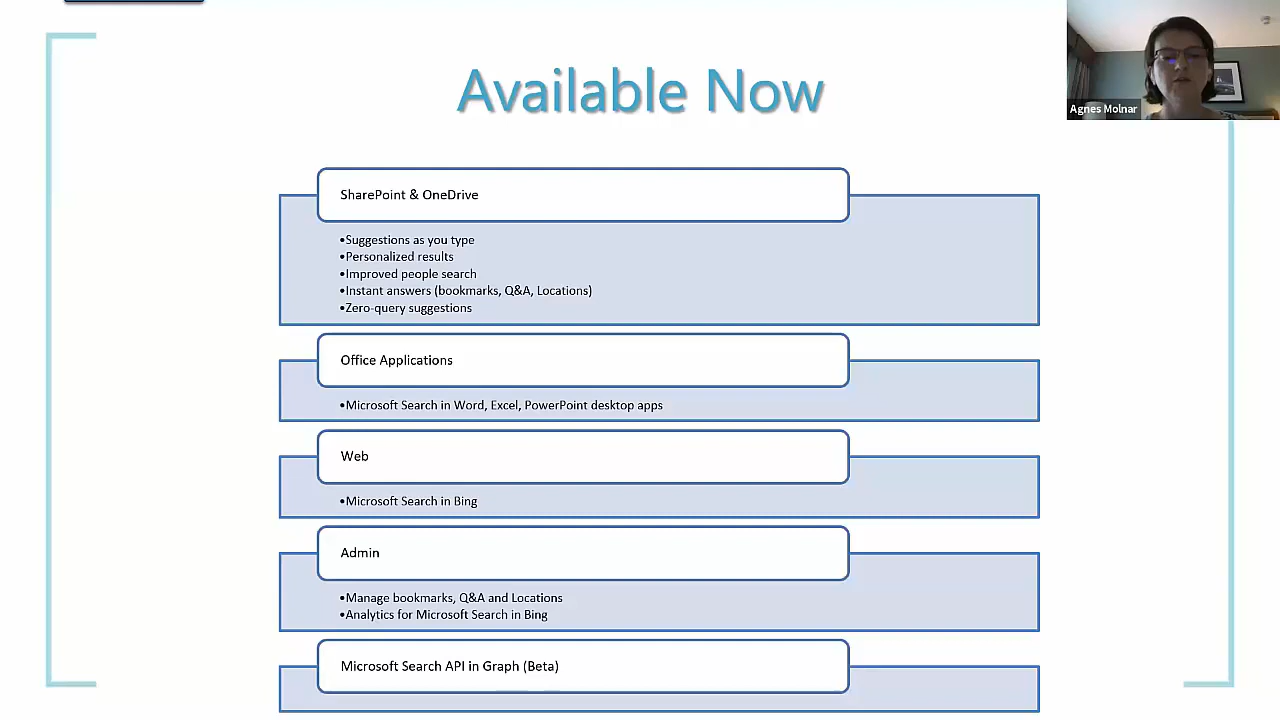 Available Now
Agnes Molnar
SharePoint & OneDrive
•Suggestions as you type
•Personalized results
•Improved people search
•Instant answers (bookmarks, Q&A, Locations)
•Zero-query suggestions
Office Applications
•Microsoft Search in Word, Excel, PowerPoint desktop apps
Web
•Microsoft Search in Bing
Admin
•Manage bookmarks, Q&A and Locations
•Analytics for Microsoft Search in Bing
Microsoft Search API in Graph (Beta)